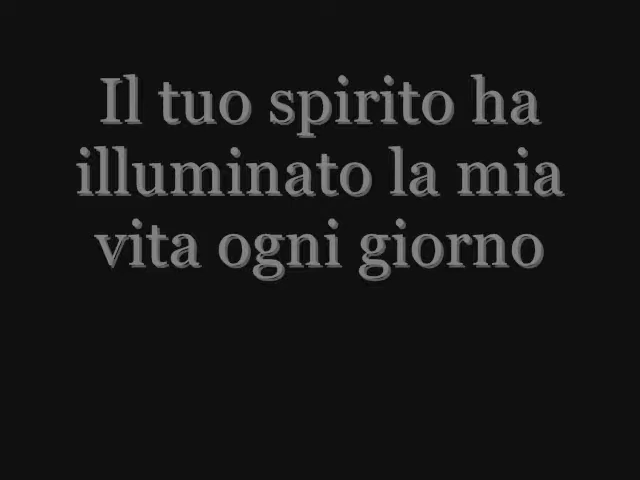 Il tuo spirito ha
illuminato la mia
vita ogni giorno